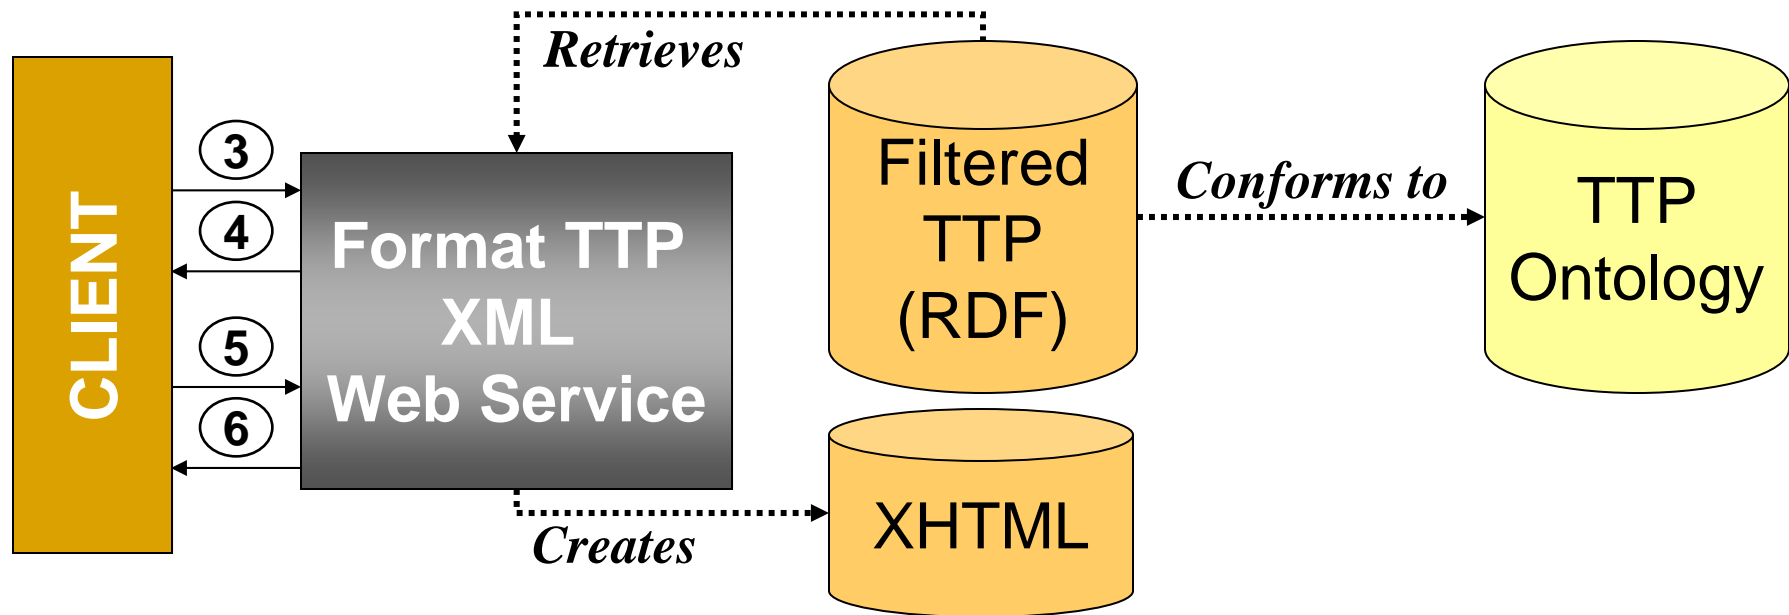 Retrieves
CLIENT
3
4
5
6
Format TTP
XML
Web Service
Filtered
TTP
(RDF)
Conforms to
TTP
Ontology
Creates
XHTML